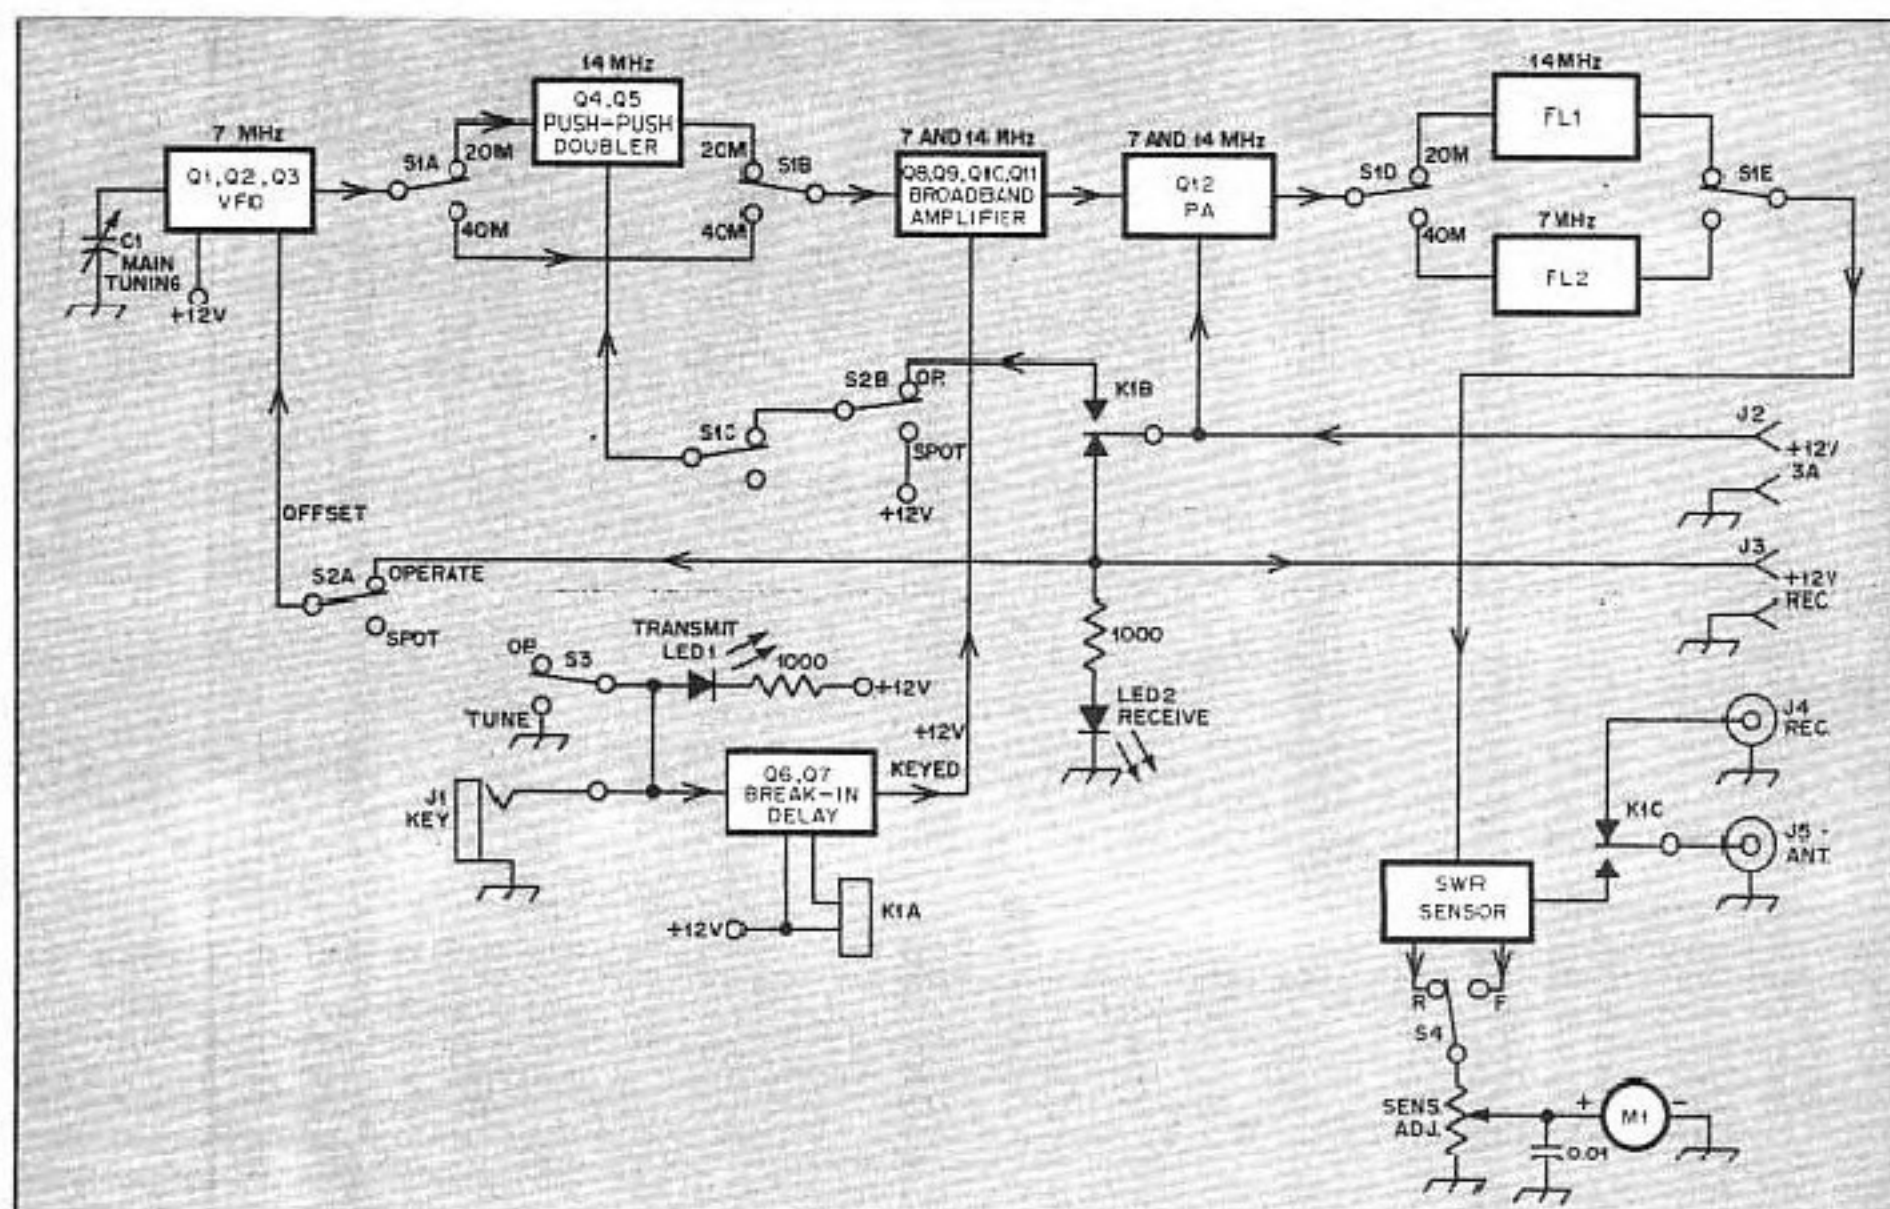 14 MHz
Q4, Q5
PUSH-PUSH
DOUBLER
7 MHz
Q1, Q2, Q3
VFO
C1
MAIN
TUNING
+12V
S1A
20M
40M
20M
40M
S1B
7 AND 14 MHz
Q8, Q9, Q10, Q11
BROADBAND
AMPLIFIER
7 AND 14 MHz
Q12
PA
S1D
20M
40M
14MHz
FL1
7MHz
FL2
S1E
S1C
S2B
OP.
SPOT
+12V
K1B
J2
+12V
3A
J3
+12V
REC
OFFSET
S2A
OPERATE
SPOT
OP
S3
TUNE
TRANSMIT
LED1
1000
+12V
1000
LED2
RECEIVE
J1
KEY
Q6, Q7
BREAK-IN
DELAY
+12V
KEYED
+12V
K1A
J4
REC.
K1C
J5
ANT.
SWR
SENSOR
R
F
S4
SENS.
ADJ.
+
M1
-
0.01